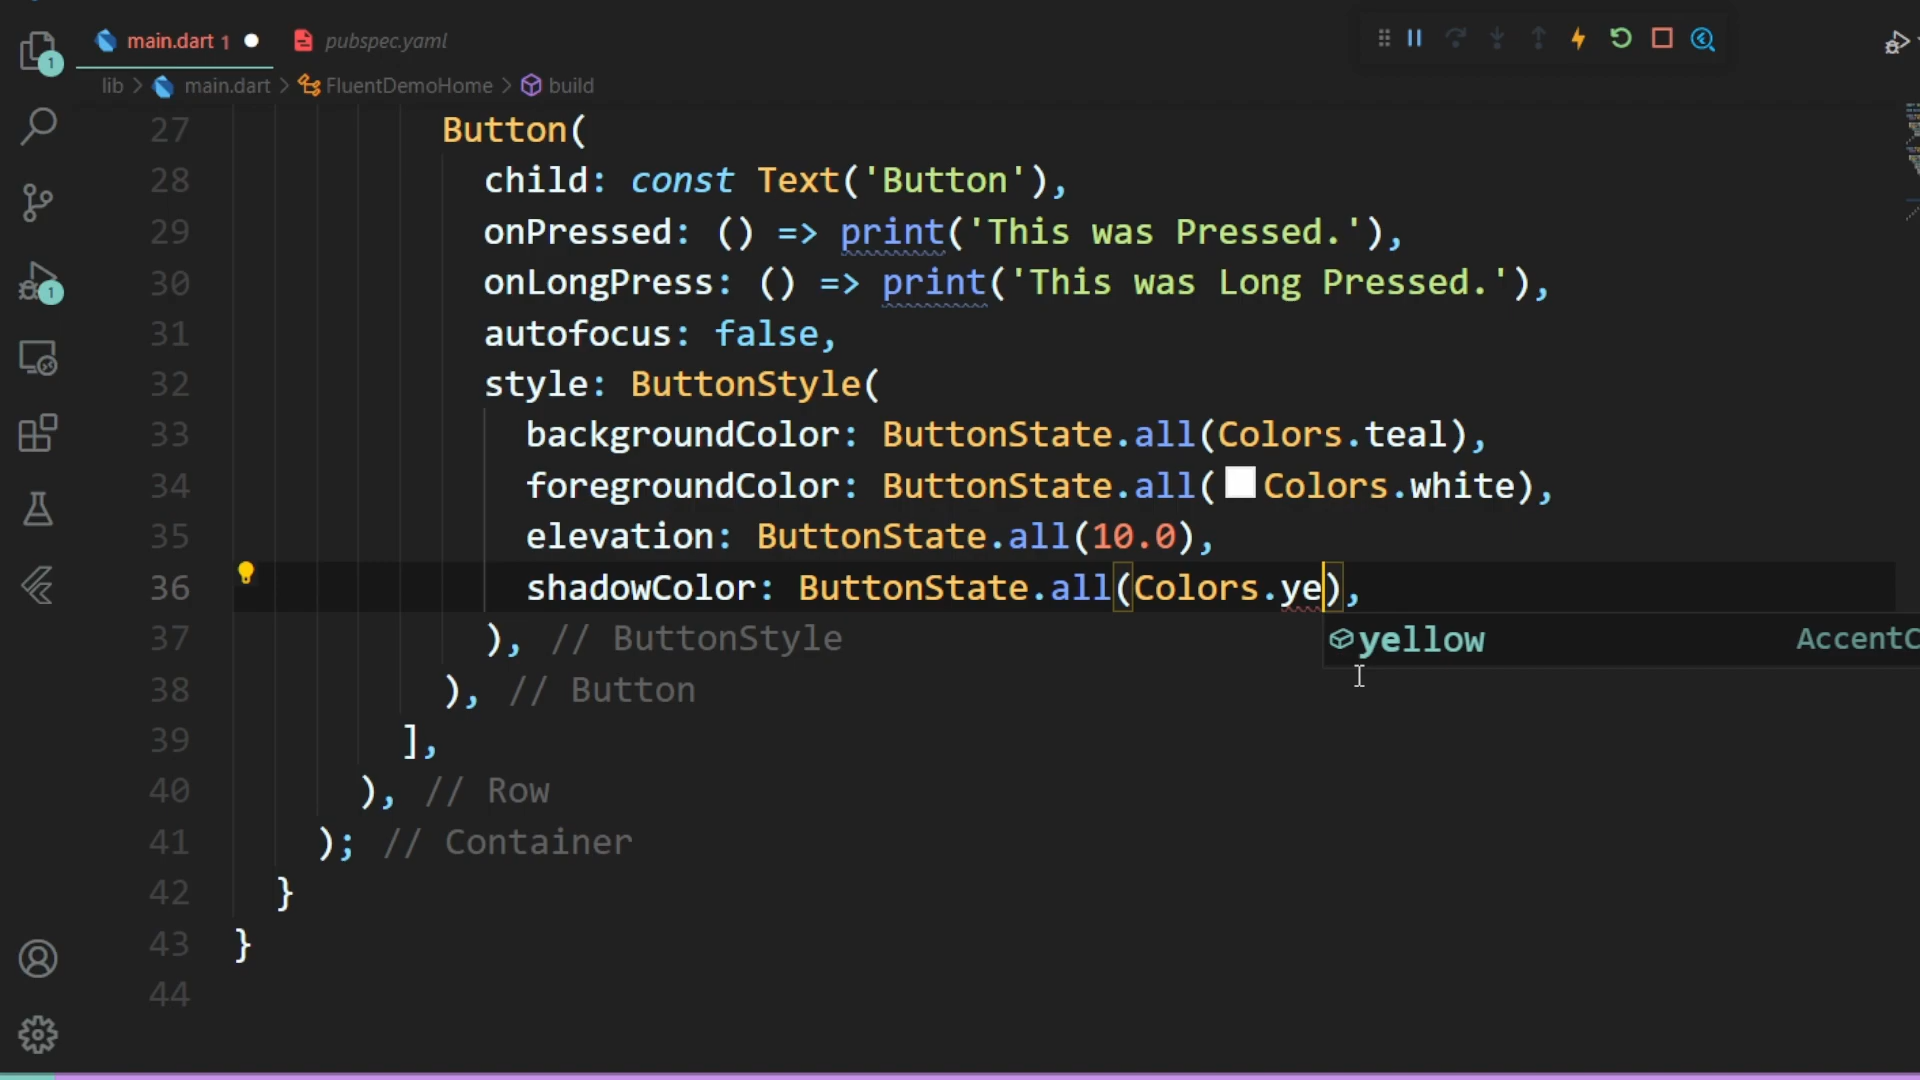 main.dart 1
pubspec.yaml
lib > main.dart > FluentDemoHome > build
27 Button(
28 child: const Text('Button'),
29 onPressed: () => print('This was Pressed.'),
30 onLongPress: () => print('This was Long Pressed.'),
31 autofocus: false,
32 style: ButtonStyle(
33 backgroundColor: ButtonState.all(Colors.teal),
34 foregroundColor: ButtonState.all(Colors.white),
35 elevation: ButtonState.all(10.0),
36 shadowColor: ButtonState.all(Colors.ye),
yellow AccentC
37 ), // ButtonStyle
38 ), // Button
39 ],
40 ), // Row
41 ); // Container
42 }
43 }
44
1
1